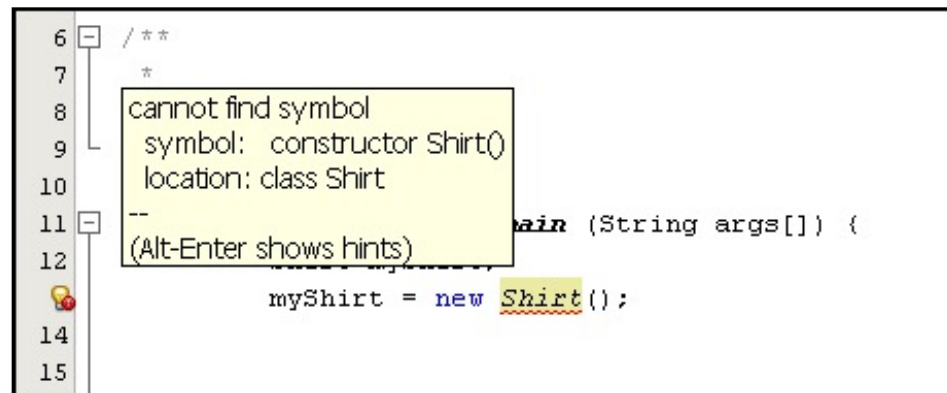 6 /**
7 *
8 cannot find symbol
9 symbol: constructor Shirt()
10 location: class Shirt
11 -- main (String args[]) {
12 (Alt-Enter shows hints)
myShirt = new Shirt();
14
15